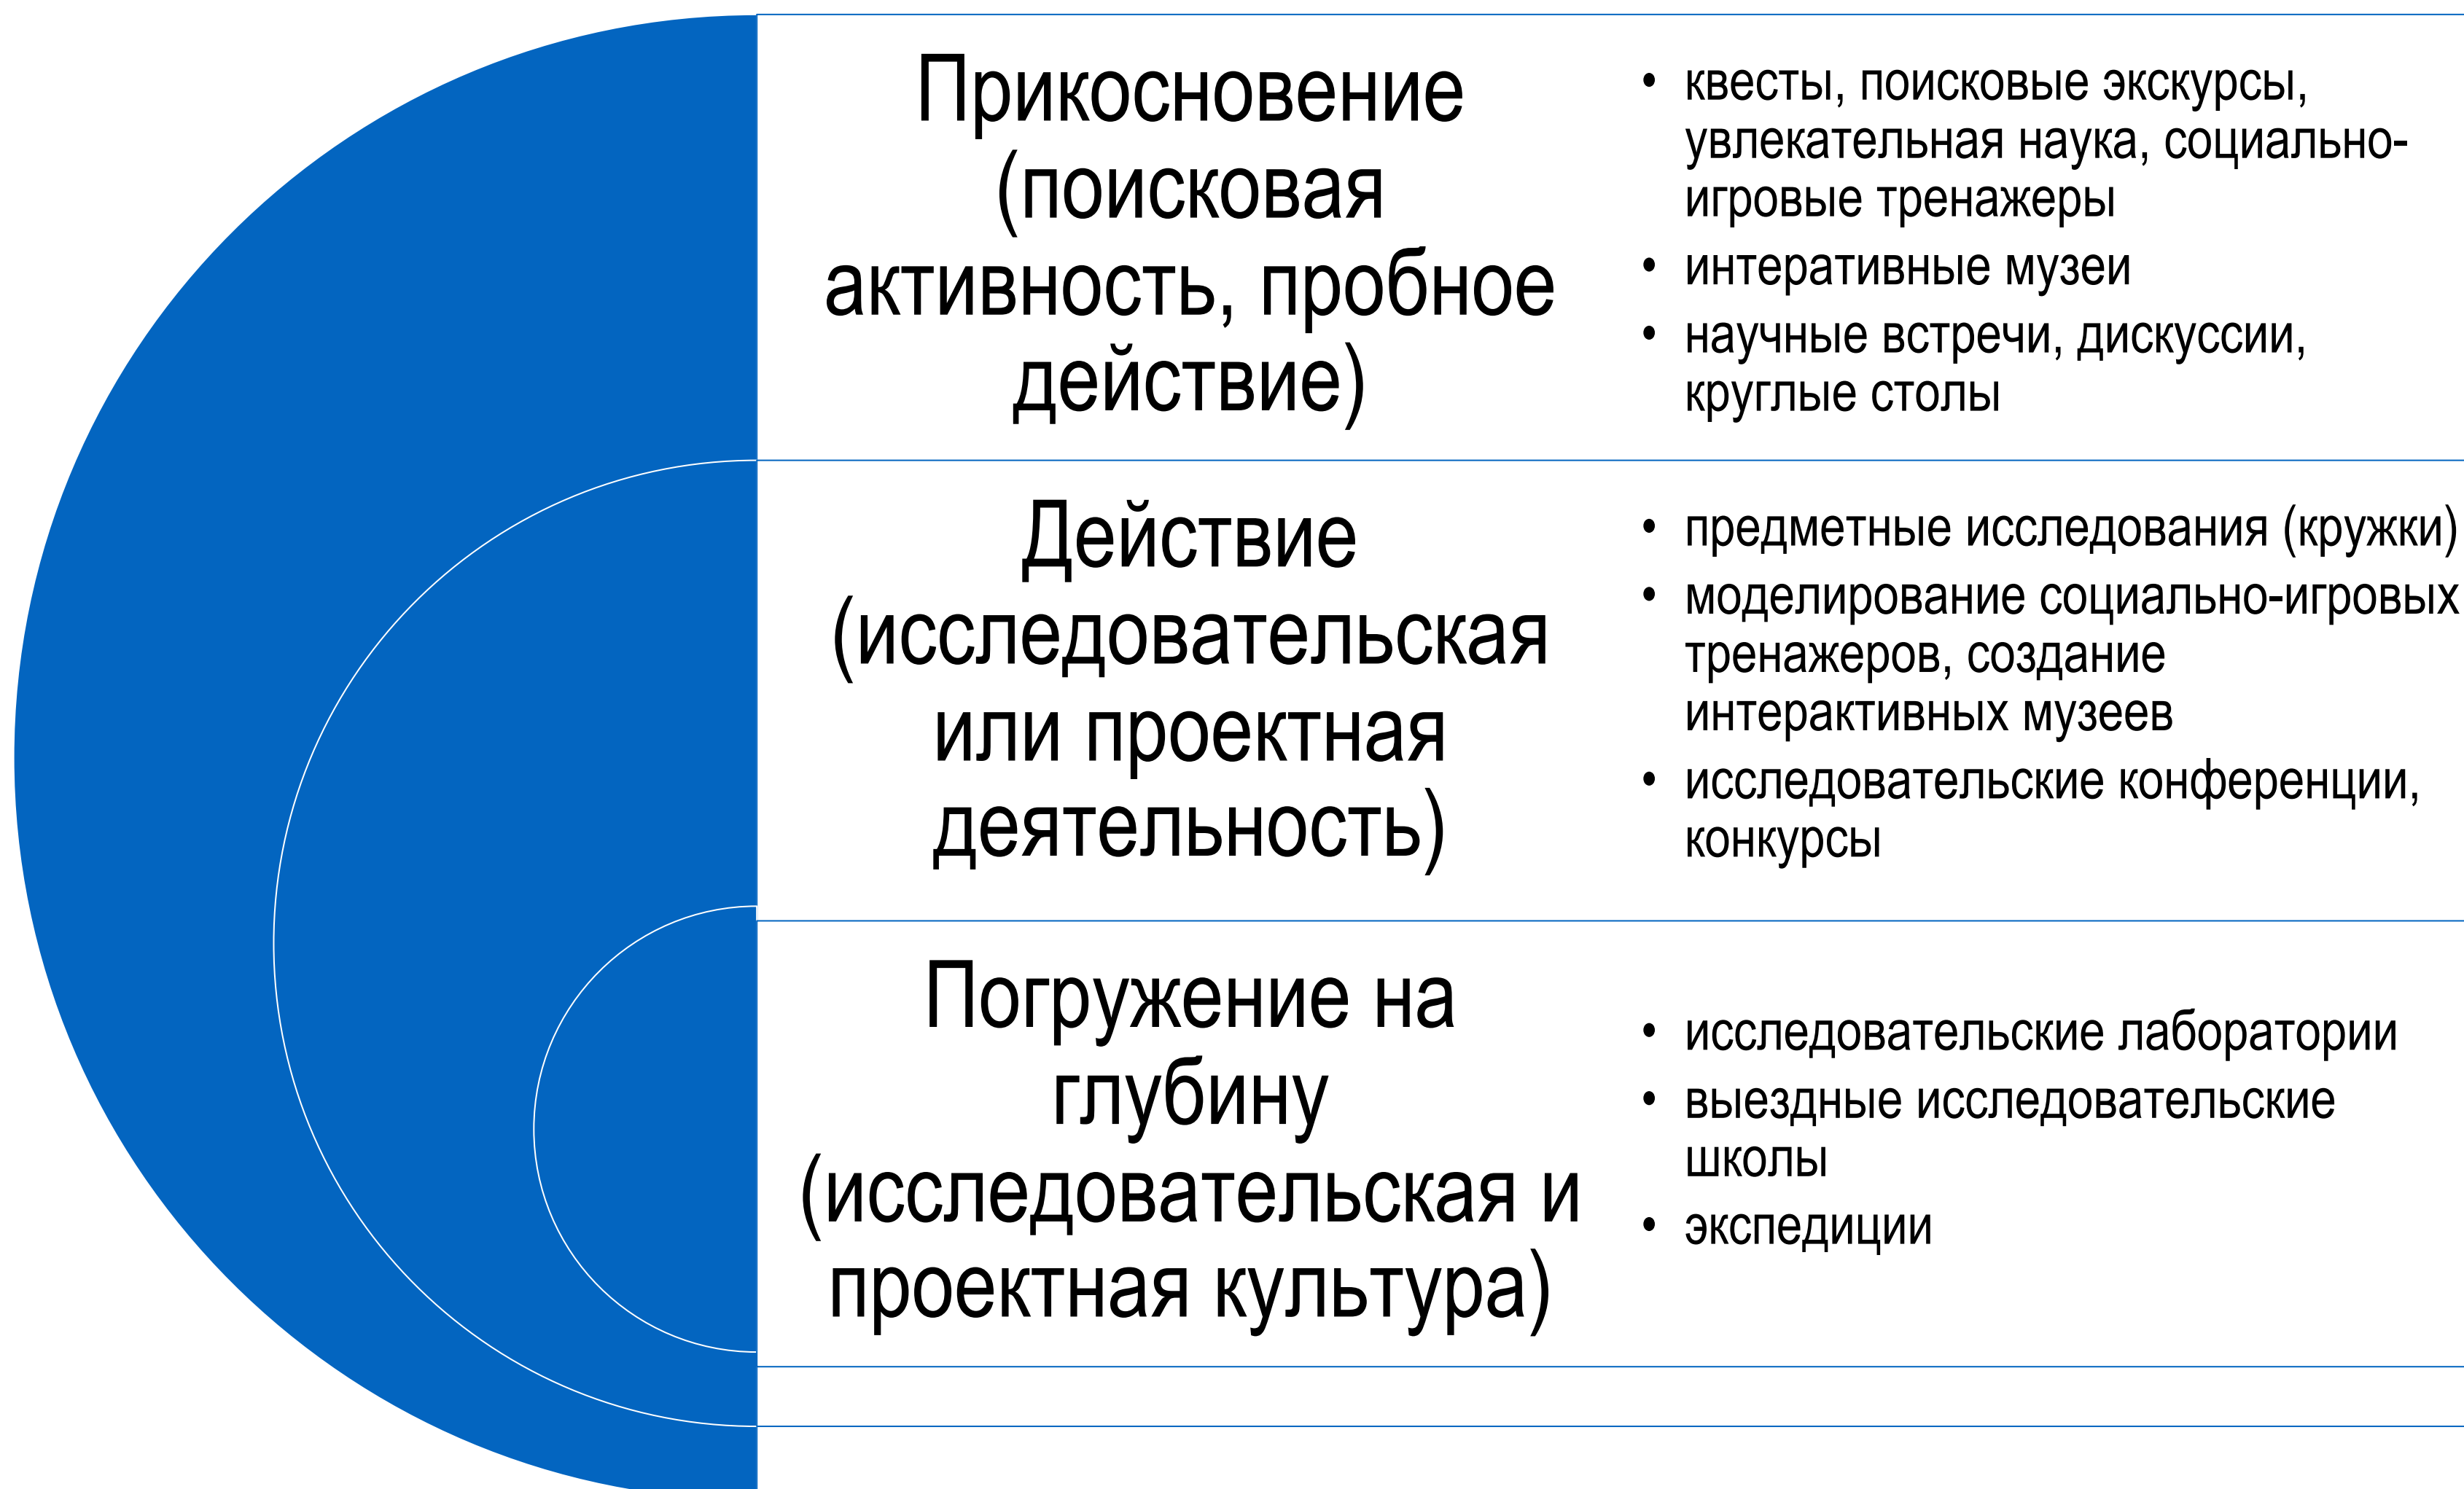 Прикосновение
(поисковая
активность, пробное
действие)
• квесты, поисковые экскурсы,
увлекательная наука, социально-
игровые тренажеры
• интеративные музеи
• научные встречи, дискуссии,
круглые столы
Действие
(исследовательская
или проектная
деятельность)
• предметные исследования (кружки)
• моделирование социально-игровых
тренажеров, создание
интерактивных музеев
• исследовательские конференции,
конкурсы
Погружение на
глубину
(исследовательская и
проектная культура)
• исследовательские лаборатории
• выездные исследовательские
школы
• экспедиции